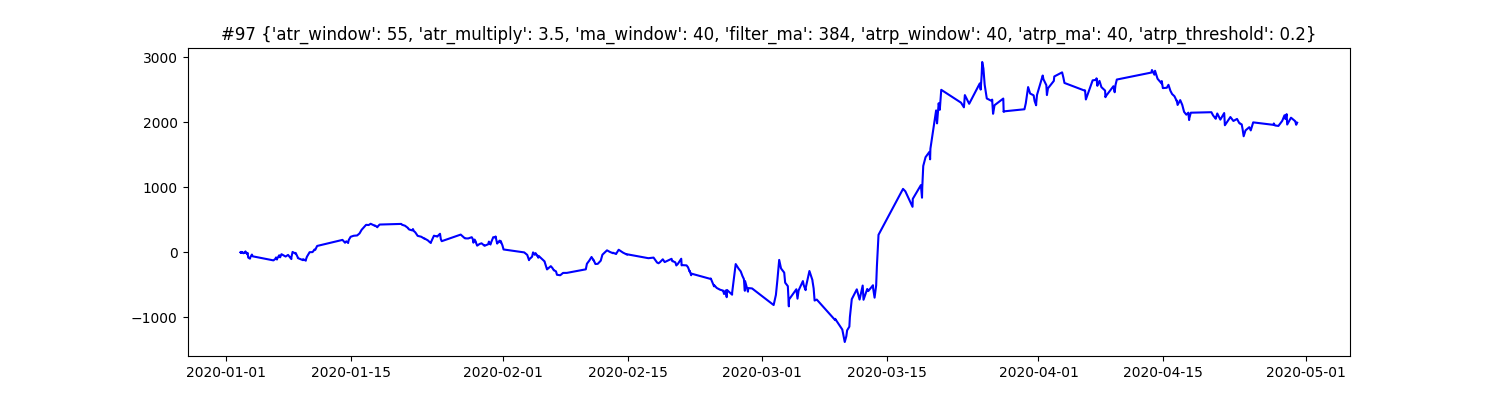 #97 {'atr_window': 55, 'atr_multiply': 3.5, 'ma_window': 40, 'filter_ma': 384, 'atrp_window': 40, 'atrp_ma': 40, 'atrp_threshold': 0.2}
3000
2000
1000
0
−1000
2020-01-01 2020-01-15 2020-02-01 2020-02-15 2020-03-01 2020-03-15 2020-04-01 2020-04-15 2020-05-01